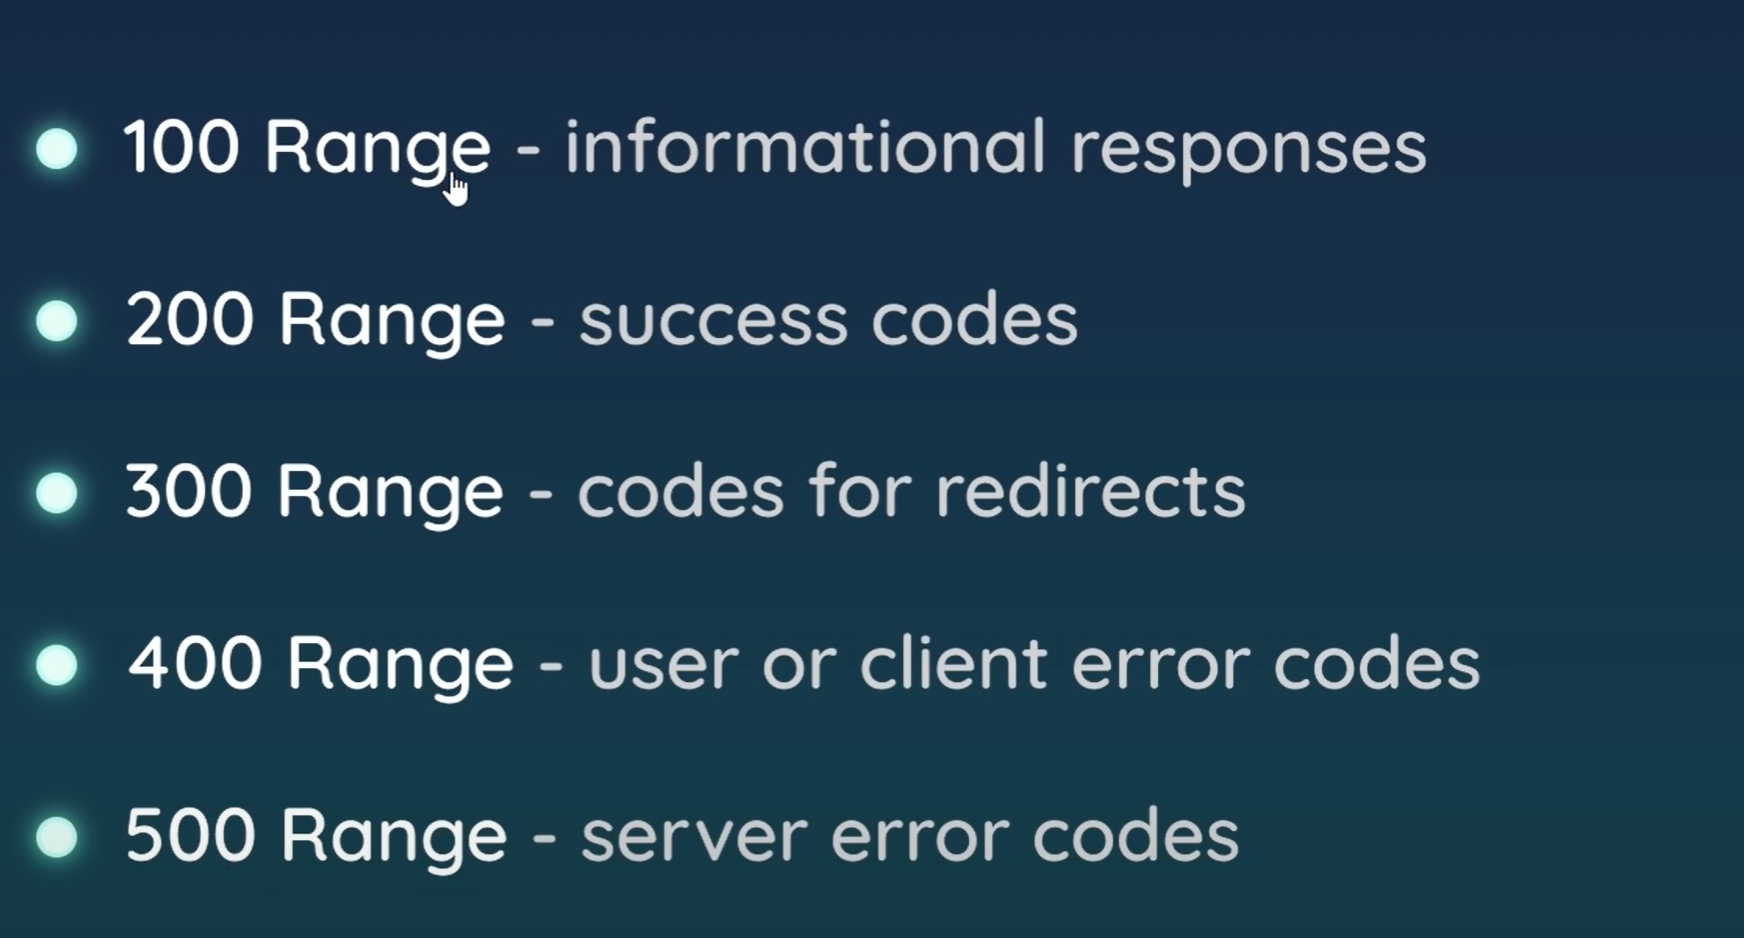 100 Range - informational responses
200 Range - success codes
300 Range - codes for redirects
400 Range - user or client error codes
500 Range - server error codes